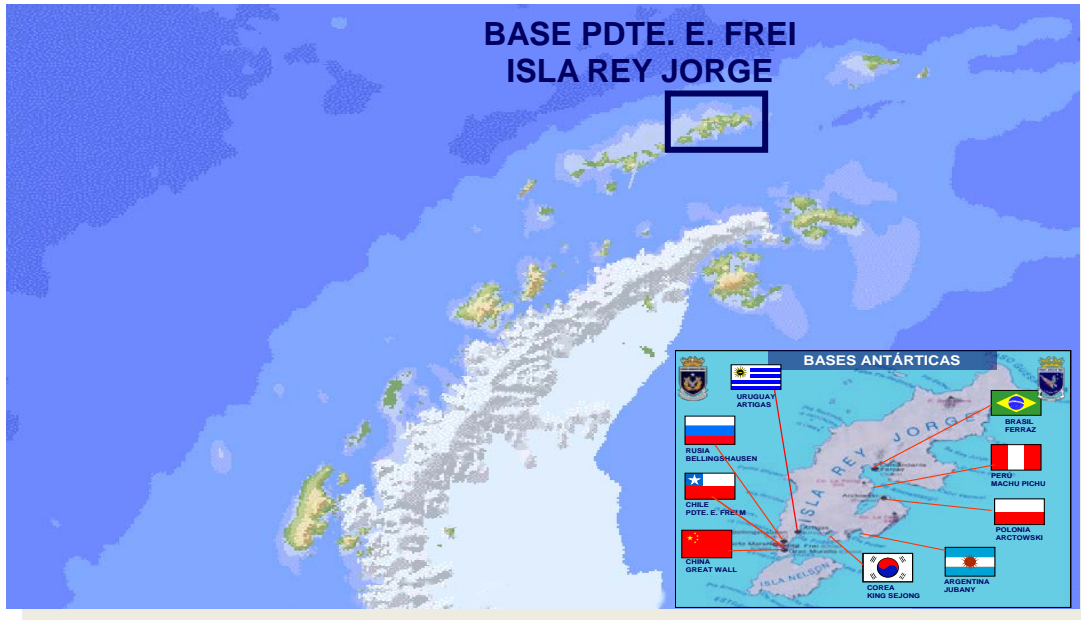 BASE PDTE. E. FREI
ISLA REY JORGE
BASES ANTÁRTICAS
URUGUAY
ARTIGAS
BRASIL
FERRAZ
RUSIA
BELLINGSHAUSEN
PERÚ
MACHU PICHU
CHILE
PDTE. E. FREI M
POLONIA
ARCTOWSKI
CHINA
GREAT WALL
COREA
KING SEJONG
ARGENTINA
JUBANY
ISLA REY JORGE
ISLA NELSON